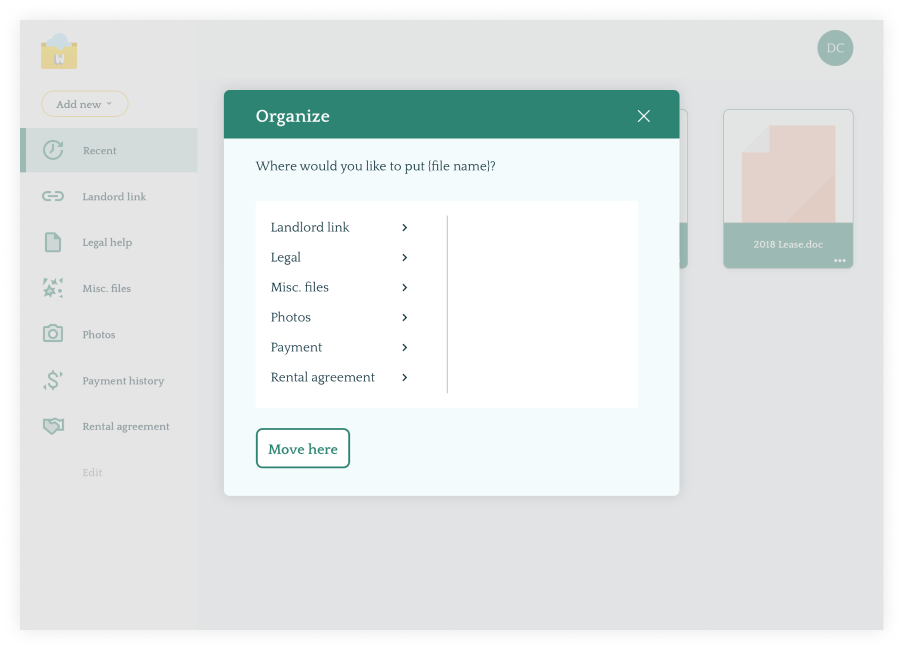 DC
Add new
Recent
Landord link
Legal help
Misc. files
Photos
Payment history
Rental agreement
Edit
Organize
Where would you like to put {file name}?
Landlord link
Legal
Misc. files
Photos
Payment
Rental agreement
Move here
2018 Lease.doc